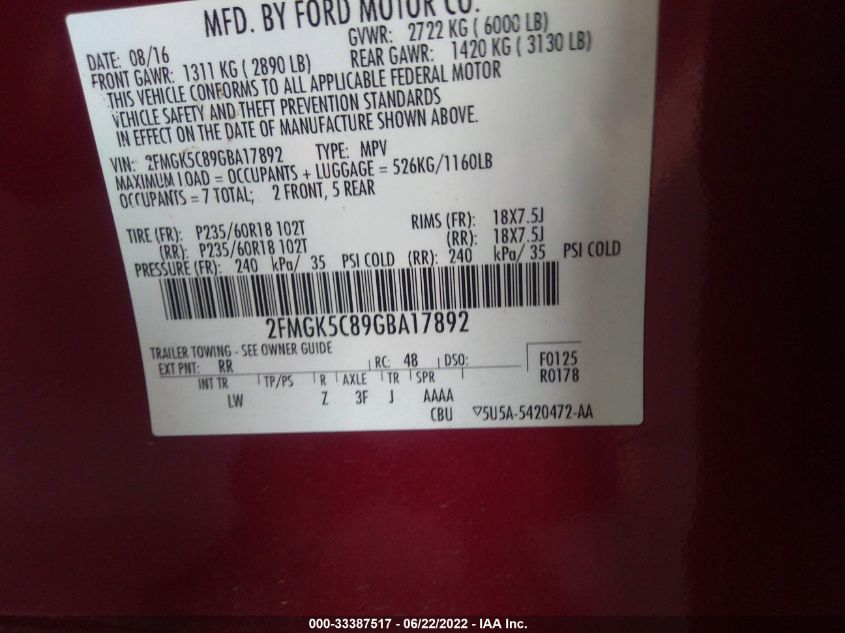 MFD. BY FORD MOTOR CO.
DATE: 08/16 GVWR: 2722 KG ( 6000 LB)
FRONT GAWR: 1311 KG ( 2890 LB) REAR GAWR: 1420 KG ( 3130 LB)
THIS VEHICLE CONFORMS TO ALL APPLICABLE FEDERAL MOTOR
VEHICLE SAFETY AND THEFT PREVENTION STANDARDS
IN EFFECT ON THE DATE OF MANUFACTURE SHOWN ABOVE.
VIN: 2FMGK5C89GBA17892 TYPE: MPV
MAXIMUM LOAD = OCCUPANTS + LUGGAGE = 526KG/1160LB
OCCUPANTS = 7 TOTAL; 2 FRONT, 5 REAR
TIRE (FR): P235/60R18 102T RIMS (FR): 18X7.5J
(RR): P235/60R18 102T (RR): 18X7.5J
PRESSURE (FR): 240 kPa/ 35 PSI COLD (RR): 240 kPa/ 35 PSI COLD
2FMGK5C89GBA17892
TRAILER TOWING - SEE OWNER GUIDE
EXT PNT: RR RC: 48 DSO: F0125
INT TR TP/PS R AXLE TR SPR R0178
LW Z 3F J AAAA
CBU ▽5U5A-5420472-AA
000-33387517 - 06/22/2022 - IAA Inc.